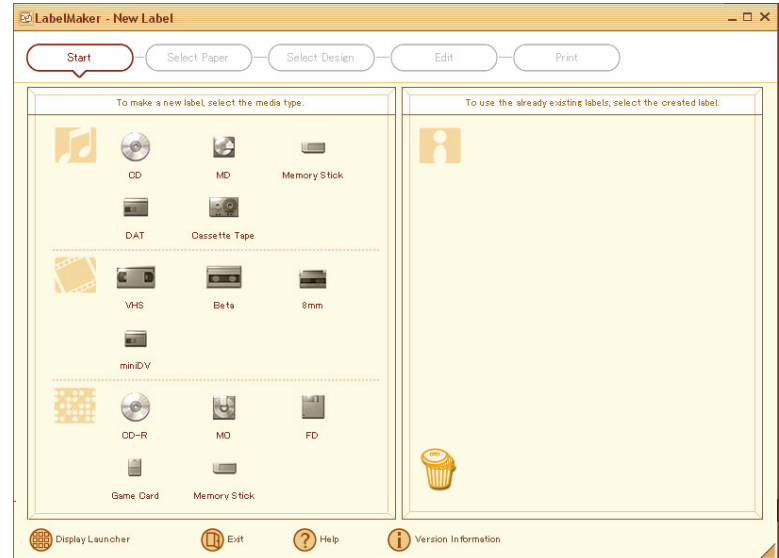 LabelMaker - New Label
Start
Select Paper
Select Design
Edit
Print
To make a new label, select the media type.
To use the already existing labels, select the created label.
CD
MD
Memory Stick
DAT
Cassette Tape
VHS
Beta
8mm
miniDV
CD-R
MO
FD
Game Card
Memory Stick
Display Launcher
Exit
Help
Version Information